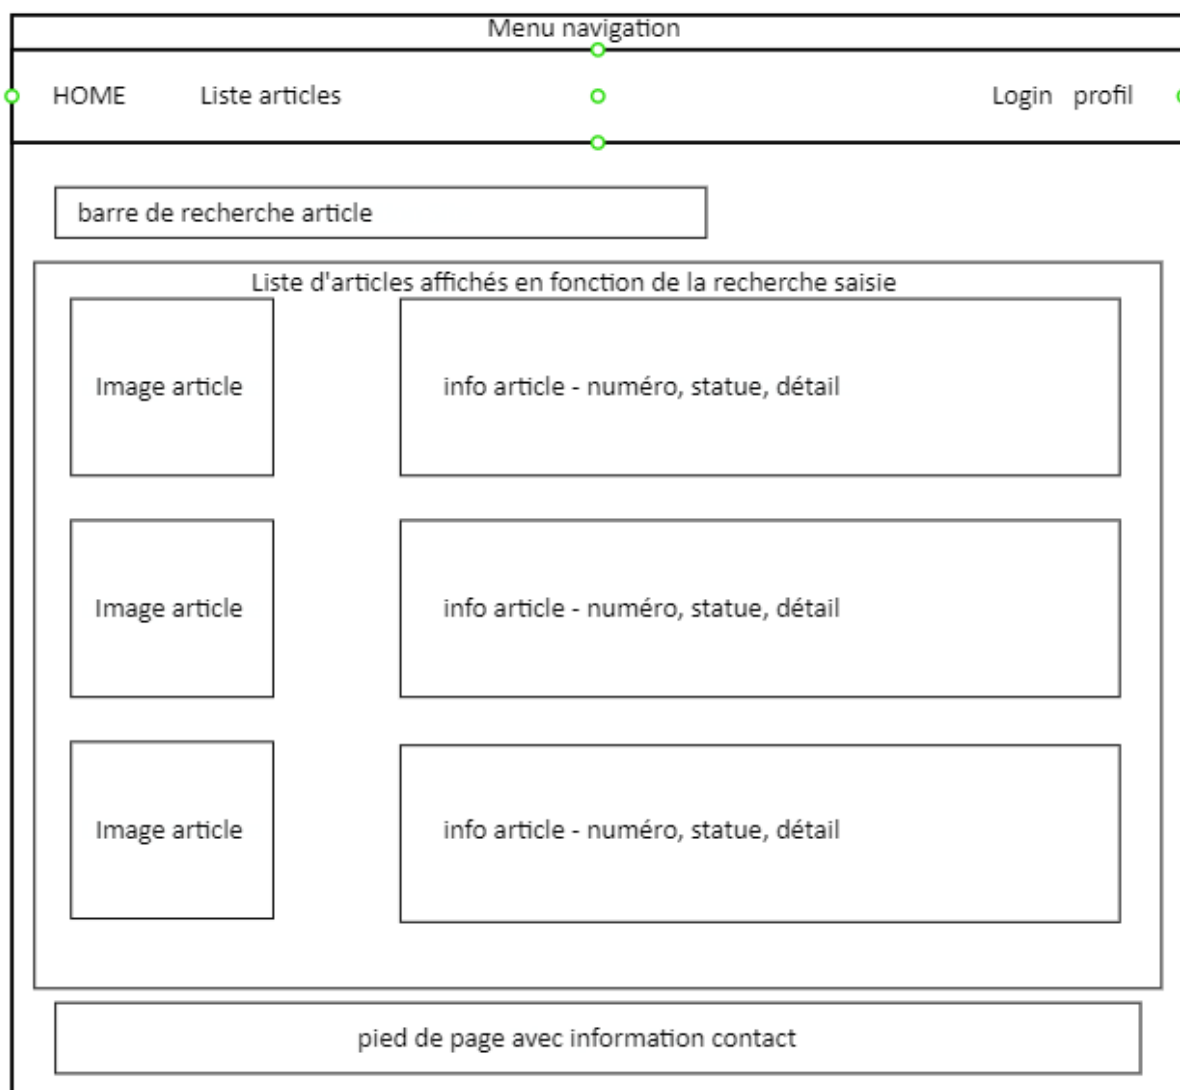 Menu navigation
HOME Liste articles Login profil
barre de recherche article
Liste d'articles affichés en fonction de la recherche saisie
Image article info article - numéro, statue, détail
Image article info article - numéro, statue, détail
Image article info article - numéro, statue, détail
pied de page avec information contact